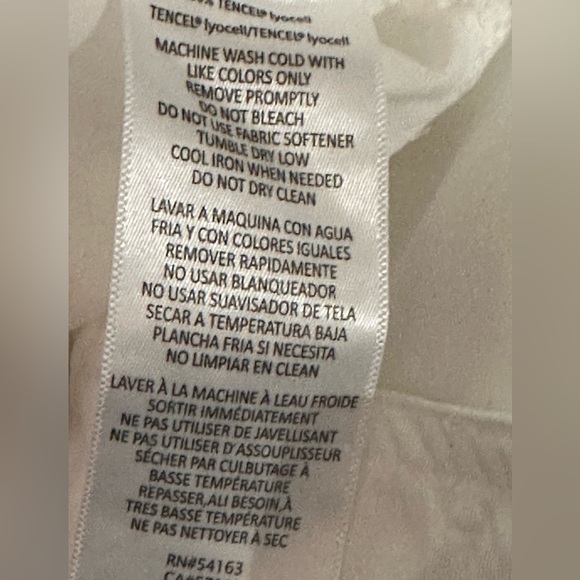 TENCEL® lyocell
TENCEL® lyocell/TENCEL® lyocell
MACHINE WASH COLD WITH
LIKE COLORS ONLY
REMOVE PROMPTLY
DO NOT BLEACH
DO NOT USE FABRIC SOFTENER
TUMBLE DRY LOW
COOL IRON WHEN NEEDED
DO NOT DRY CLEAN
LAVAR A MAQUINA CON AGUA
FRIA Y CON COLORES IGUALES
REMOVER RAPIDAMENTE
NO USAR BLANQUEADOR
NO USAR SUAVISADOR DE TELA
SECAR A TEMPERATURA BAJA
PLANCHA FRIA SI NECESITA
NO LIMPIAR EN CLEAN
LAVER À LA MACHINE À LEAU FROIDE
SORTIR IMMÉDIATEMENT
NE PAS UTILISER DE JAVELLISANT
NE PAS UTILISER D'ASSOUPLISSEUR
SÉCHER PAR CULBUTAGE À
BASSE TEMPÉRATURE
REPASSER,ALI BESOIN,À
TRES BASSE TEMPÉRATURE
NE PAS NETTOYER À SEC
RN#54163